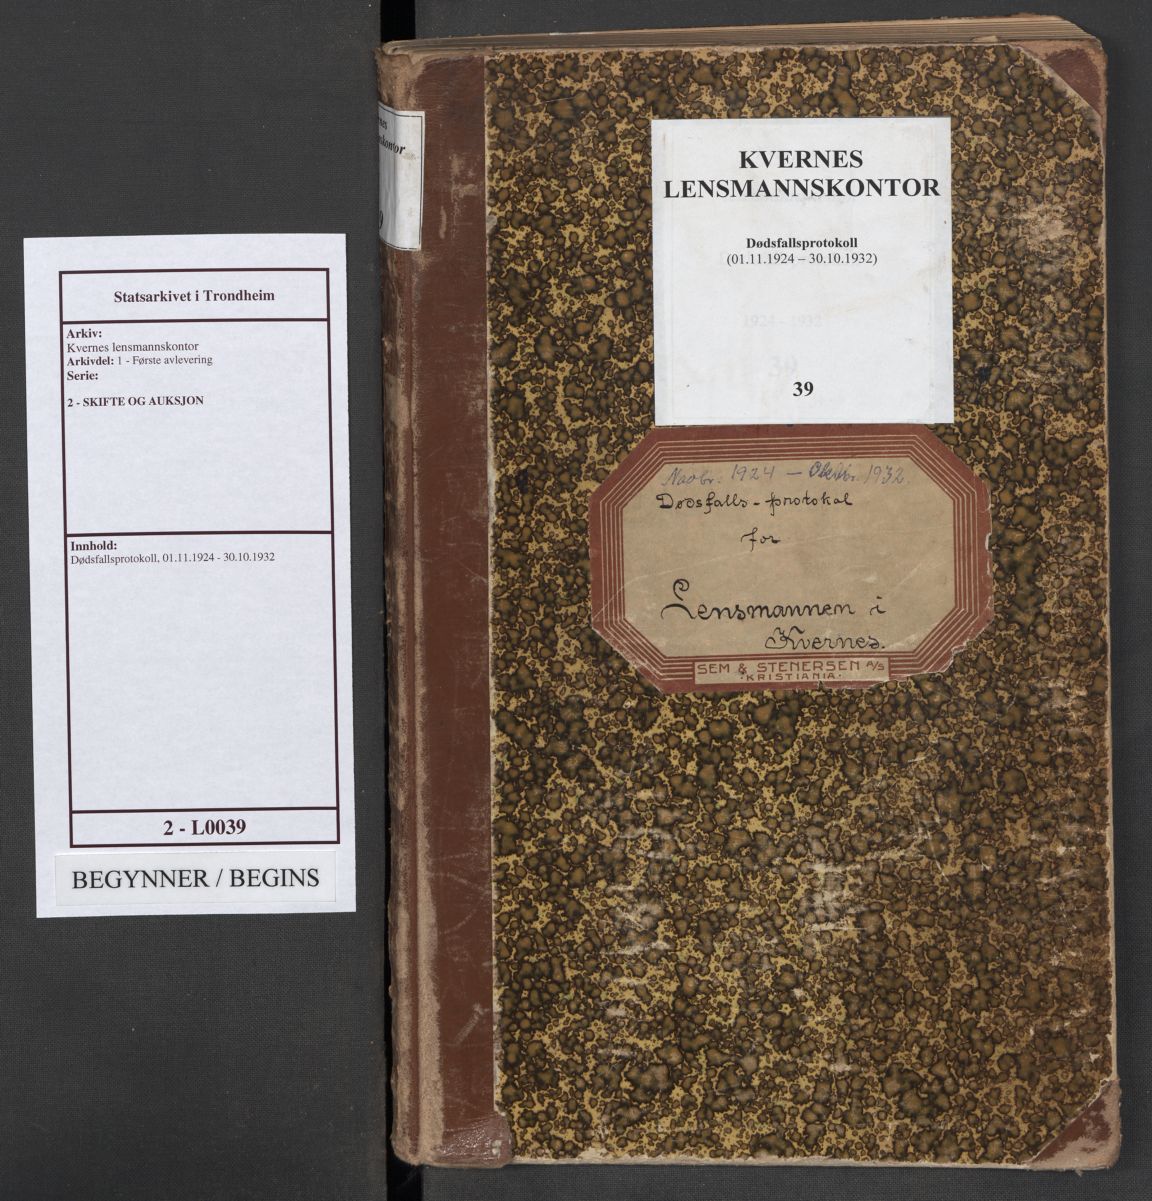 Statsarkivet i Trondheim
Arkiv:
Kvernes lensmannskontor
Arkivdel: 1 - Første avlevering
Serie:
2 - SKIFTE OG AUKSJON
Innhold:
Dødsfallsprotokoll, 01.11.1924 - 30.10.1932
2 - L0039
BEGYNNER / BEGINS
KVERNES
LENSMANNSKONTOR
Dødsfallsprotokoll
(01.11.1924 – 30.10.1932)
39
Novbr. 1924 – Oktbr. 1932.
Dødsfalls-protokol
for
Lensmannen i
Kvernes.
SEM & STENERSEN A/S
·KRISTIANIA·